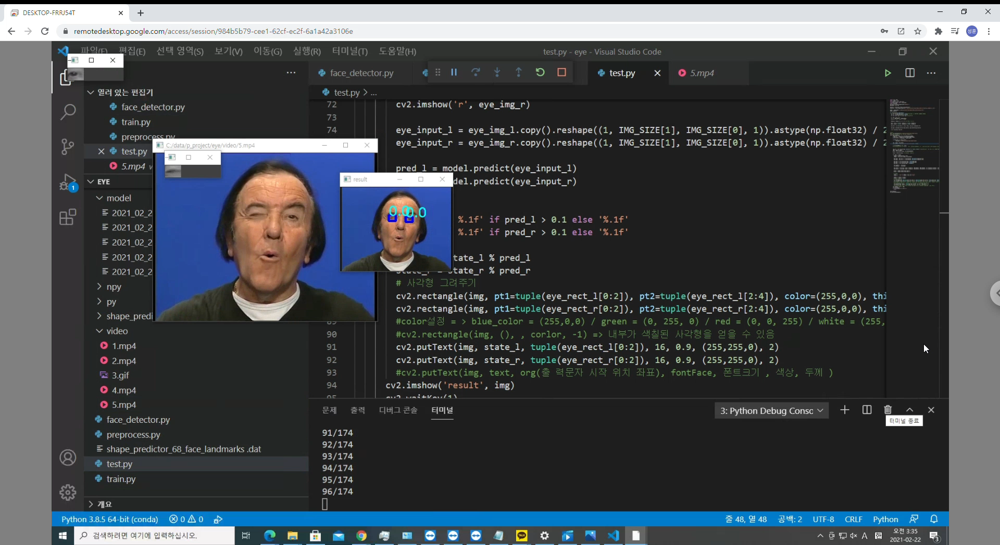 DESKTOP-FRRJ54T
remotedesktop.google.com/access/session/984b5b79-cee1-62cf-ec2f-6a1a42a3106e
성훈
파일(F) 편집(E) 선택 영역(S) 보기(V) 이동(G) 실행(R) 터미널(T) 도움말(H)
test.py - eye - Visual Studio Code
face_detector.py
test.py
5.mp4
test.py > ...
열려 있는 편집기
face_detector.py
train.py
preprocess.py
test.py
5.mp4
EYE
model
2021_02_2
2021_02_2
2021_02_2
2021_02_2
2021_02_2
npy
py
shape_predi
video
1.mp4
2.mp4
3.gif
4.mp4
5.mp4
face_detector.py
preprocess.py
shape_predictor_68_face_landmarks .dat
test.py
train.py
개요
1
C:/data/p_project/eye/video/5.mp4
result
0.0
0.0
72 cv2.imshow('r', eye_img_r)
73
74 eye_input_l = eye_img_l.copy().reshape((1, IMG_SIZE[1], IMG_SIZE[0], 1)).astype(np.float32) / 2
eye_input_r = eye_img_r.copy().reshape((1, IMG_SIZE[1], IMG_SIZE[0], 1)).astype(np.float32) / 2
pred_l = model.predict(eye_input_l)
del.predict(eye_input_r)
%.1f' if pred_l > 0.1 else '%.1f'
%.1f' if pred_r > 0.1 else '%.1f'
tate_l % pred_l
state_r = state_r % pred_r
# 사각형 그려주기
cv2.rectangle(img, pt1=tuple(eye_rect_l[0:2]), pt2=tuple(eye_rect_l[2:4]), color=(255,0,0), thi
cv2.rectangle(img, pt1=tuple(eye_rect_r[0:2]), pt2=tuple(eye_rect_r[2:4]), color=(255,0,0), thi
89 #color설정 = > blue_color = (255,0,0) / green = (0, 255, 0) / red = (0, 0, 255) / white = (255,
90 #cv2.rectangle(img, (), , corlor, -1) => 내부가 색칠된 사각형을 얻을 수 있음
91 cv2.putText(img, state_l, tuple(eye_rect_l[0:2]), 16, 0.9, (255,255,0), 2)
92 cv2.putText(img, state_r, tuple(eye_rect_r[0:2]), 16, 0.9, (255,255,0), 2)
93 #cv2.putText(img, text, org(출 력문자 시작 위치 좌표), fontFace, 폰트크기 , 색상, 두께 )
94 cv2.imshow('result', img)
95 cv2.waitKey(1)
문제 출력 디버그 콘솔 터미널
3: Python Debug Consc
터미널 종료
91/174
92/174
93/174
94/174
95/174
96/174
Python 3.8.5 64-bit (conda) 0 0
줄 48, 열 48 공백: 2 UTF-8 CRLF Python
검색하려면 여기에 입력하십시오.
TALK
A 한
오전 3:35
2021-02-22
3